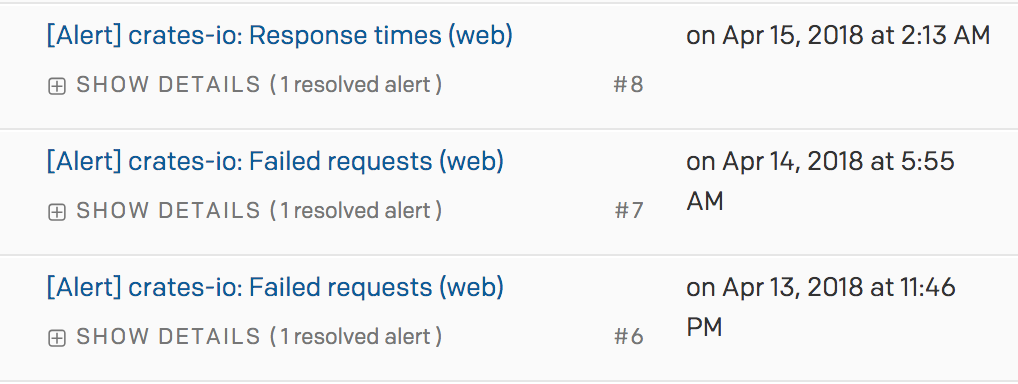 [Alert] crates-io: Response times (web) on Apr 15, 2018 at 2:13 AM
SHOW DETAILS (1 resolved alert) #8
[Alert] crates-io: Failed requests (web) on Apr 14, 2018 at 5:55
AM
SHOW DETAILS (1 resolved alert) #7
[Alert] crates-io: Failed requests (web) on Apr 13, 2018 at 11:46
PM
SHOW DETAILS (1 resolved alert) #6